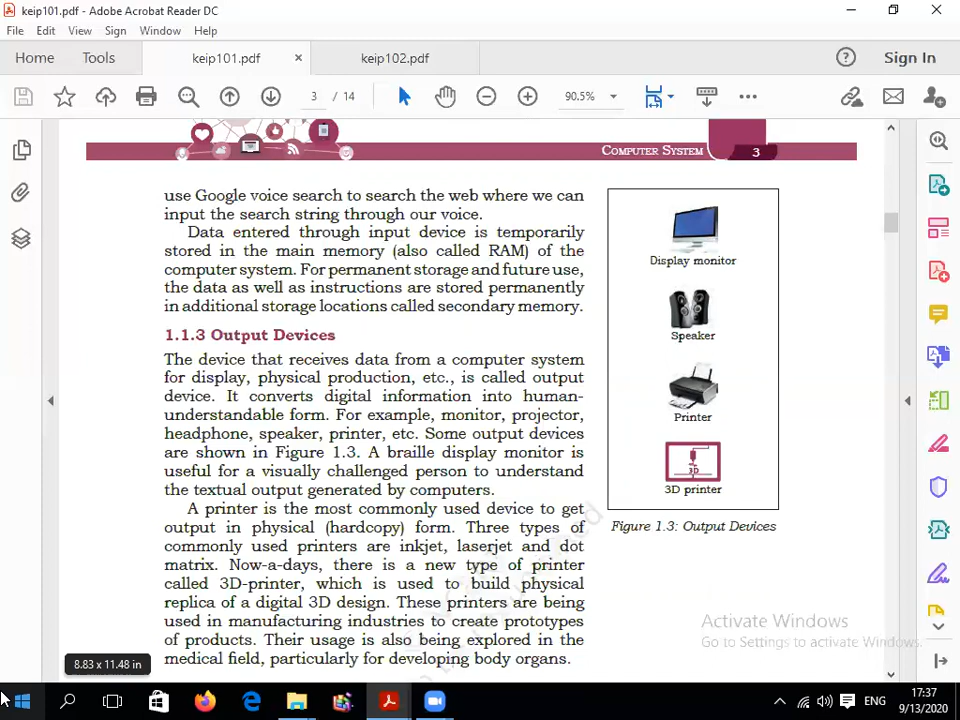 keip101.pdf - Adobe Acrobat Reader DC
File Edit View Sign Window Help
Home Tools keip101.pdf × keip102.pdf ? Sign In
3 / 14 90.5%
COMPUTER SYSTEM 3
use Google voice search to search the web where we can
input the search string through our voice.
Data entered through input device is temporarily
stored in the main memory (also called RAM) of the
computer system. For permanent storage and future use,
the data as well as instructions are stored permanently
in additional storage locations called secondary memory.
1.1.3 Output Devices
The device that receives data from a computer system
for display, physical production, etc., is called output
device. It converts digital information into human-
understandable form. For example, monitor, projector,
headphone, speaker, printer, etc. Some output devices
are shown in Figure 1.3. A braille display monitor is
useful for a visually challenged person to understand
the textual output generated by computers.
A printer is the most commonly used device to get
output in physical (hardcopy) form. Three types of
commonly used printers are inkjet, laserjet and dot
matrix. Now-a-days, there is a new type of printer
called 3D-printer, which is used to build physical
replica of a digital 3D design. These printers are being
used in manufacturing industries to create prototypes
of products. Their usage is also being explored in the
medical field, particularly for developing body organs.
Display monitor
Speaker
Printer
3D
3D printer
Figure 1.3: Output Devices
Activate Windows
Go to Settings to activate Windows.
8.83 x 11.48 in
ENG
17:37
9/13/2020